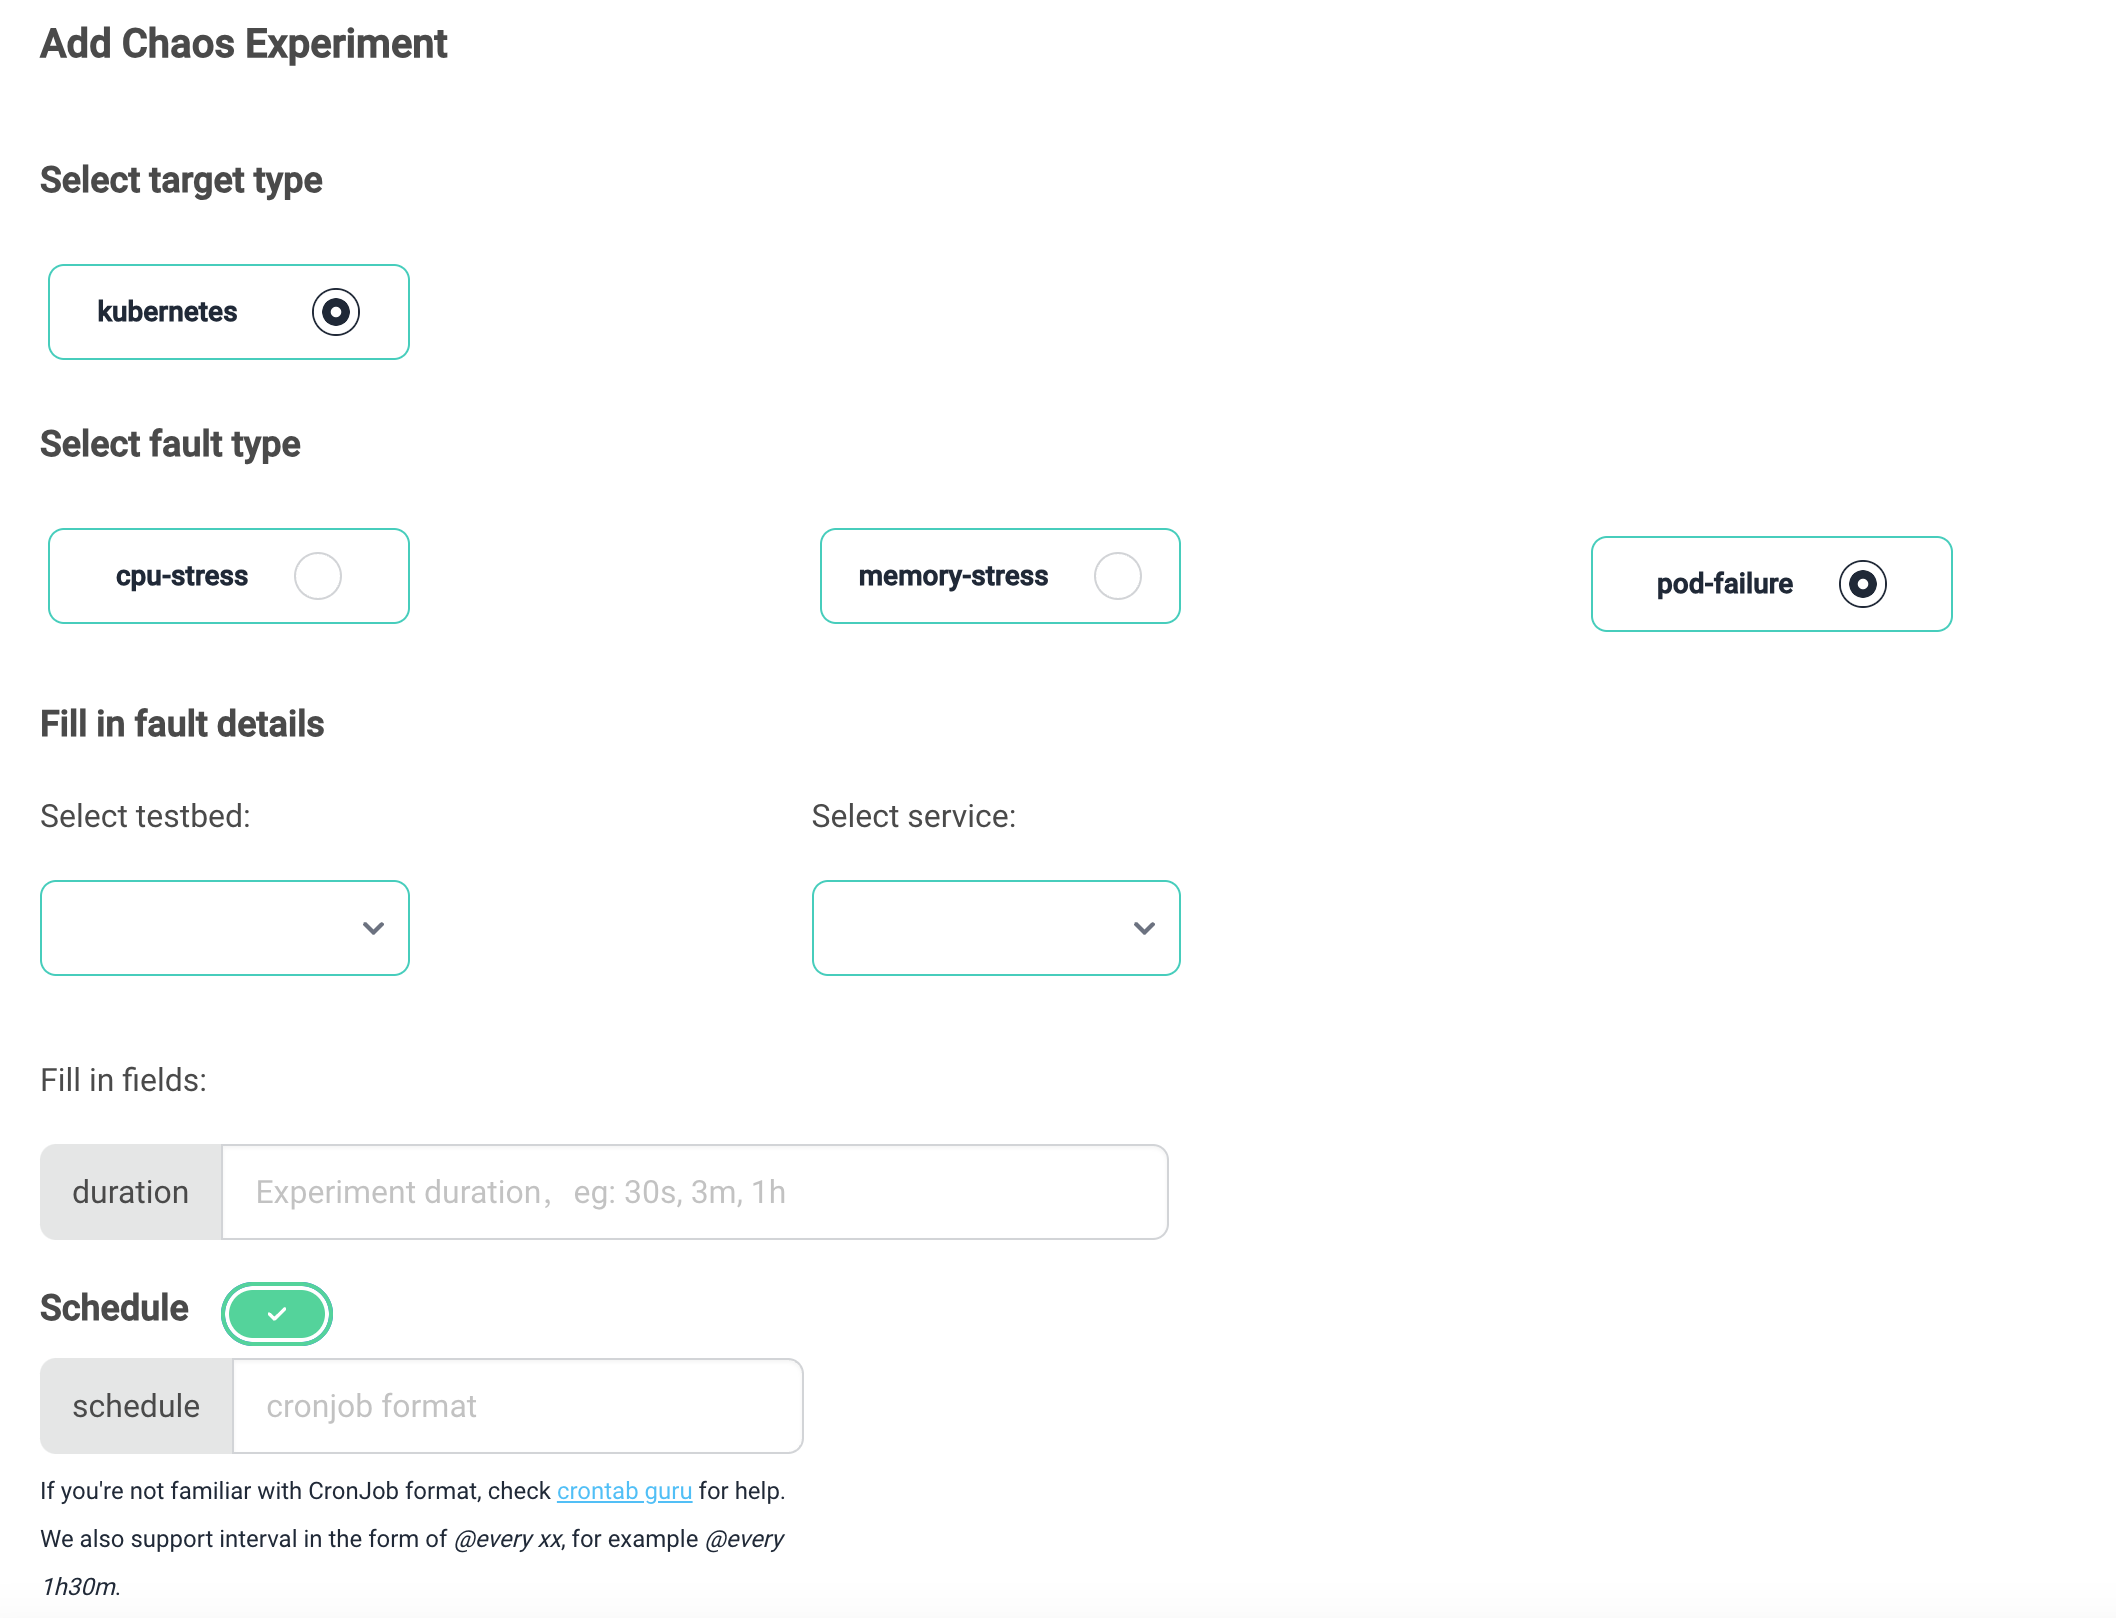 Add Chaos Experiment
Select target type
kubernetes
Select fault type
cpu-stress
memory-stress
pod-failure
Fill in fault details
Select testbed:
Select service:
Fill in fields:
duration
Experiment duration，eg: 30s, 3m, 1h
Schedule
schedule
cronjob format
If you're not familiar with CronJob format, check crontab guru for help.
We also support interval in the form of @every xx, for example @every
1h30m.